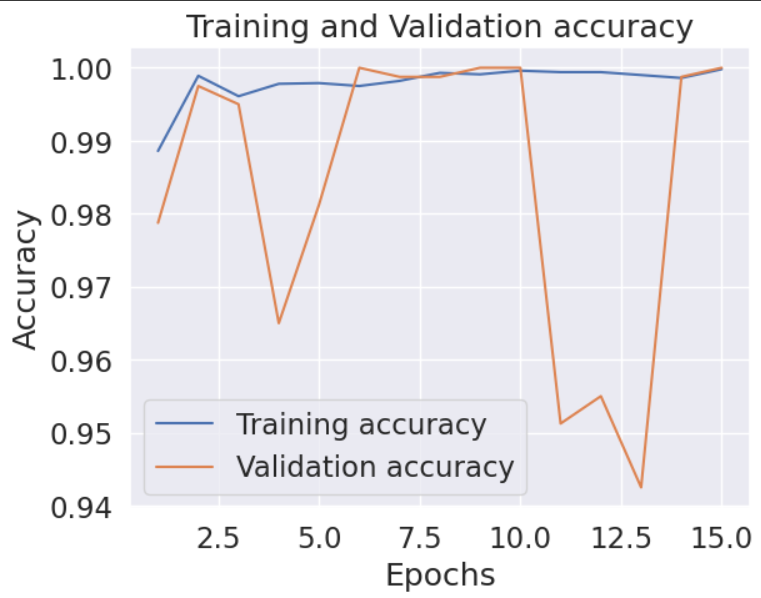 Training and Validation accuracy
1.00
0.99
0.98
0.97
0.96
0.95
0.94
Accuracy
Training accuracy
Validation accuracy
2.5 5.0 7.5 10.0 12.5 15.0
Epochs